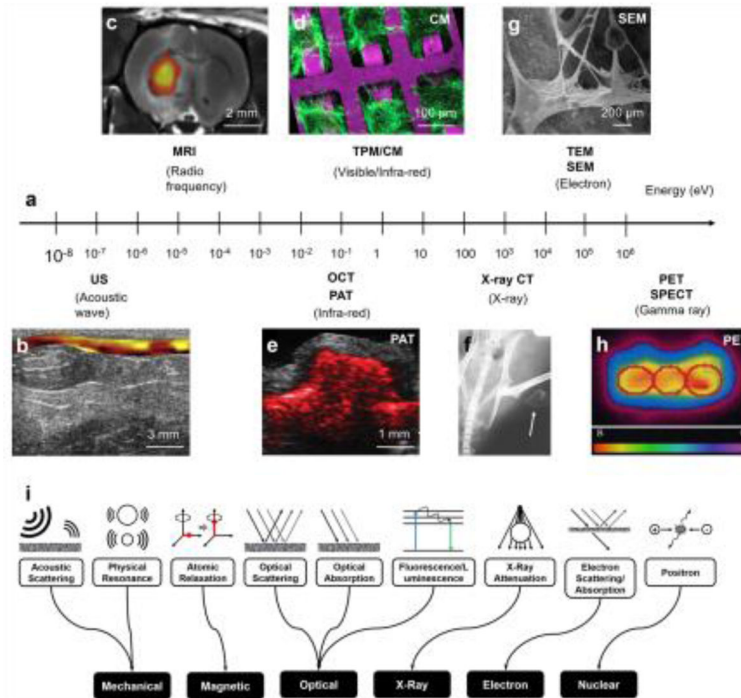 c
2 mm
d
CM
100 µm
g
SEM
200 µm
MRI
(Radio
frequency)
TPM/CM
(Visible/Infra-red)
TEM
SEM
(Electron)
a
Energy (eV)
10-8 10-7 10-6 10-5 10-4 10-3 10-2 10-1 1 10 100 10³ 10⁴ 10⁵ 10⁶
US
(Acoustic
wave)
OCT
PAT
(Infra-red)
X-ray CT
(X-ray)
PET
SPECT
(Gamma ray)
b
3 mm
e
PAT
1 mm
f
h
PE
i
Acoustic
Scattering
Physical
Resonance
Atomic
Relaxation
Optical
Scattering
Optical
Absorption
Fluorescence/L
uminescence
X-Ray
Attenuation
Electron
Scattering/
Absorption
Positron
Mechanical
Magnetic
Optical
X-Ray
Electron
Nuclear